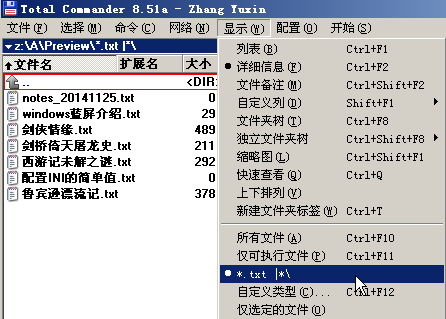 Total Commander 8.51a - Zhang Yuxin
文件(F) 选择(M) 命令(C) 网络(N) 显示(W) 配置(O) 开始(S)
z:\A\Preview\*.txt |*\
文件名 扩展名 大小
.. <DIR>
notes_20141125.txt 0
windows蓝屏介绍.txt 29
剑侠情缘.txt 489
剑桥倚天屠龙史.txt 211
西游记未解之谜.txt 292
配置INI的简单值.txt 0
鲁宾逊漂流记.txt 378
列表(B) Ctrl+F1
详细信息(F) Ctrl+F2
文件备注(M) Ctrl+Shift+F2
自定义列(D) Shift+F1
文件夹树(T) Ctrl+F8
独立文件夹树 Ctrl+Shift+F8
缩略图(L) Ctrl+Shift+F1
快速查看(Q) Ctrl+Q
上下排列(V)
新建文件夹标签(W) Ctrl+T
所有文件(A) Ctrl+F10
仅可执行文件(P) Ctrl+F11
*.txt |*\
自定义类型(C)... Ctrl+F12
仅选定的文件(O)